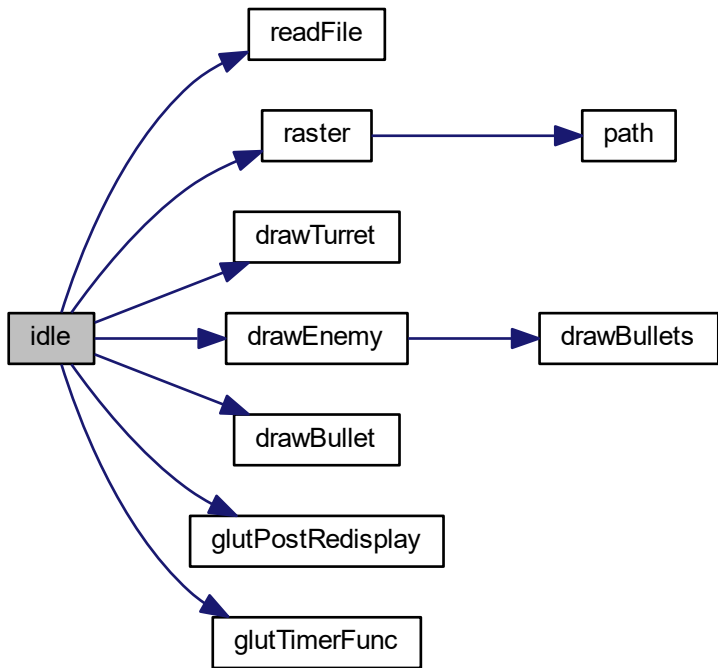 readFile
raster
path
drawTurret
idle
drawEnemy
drawBullets
drawBullet
glutPostRedisplay
glutTimerFunc